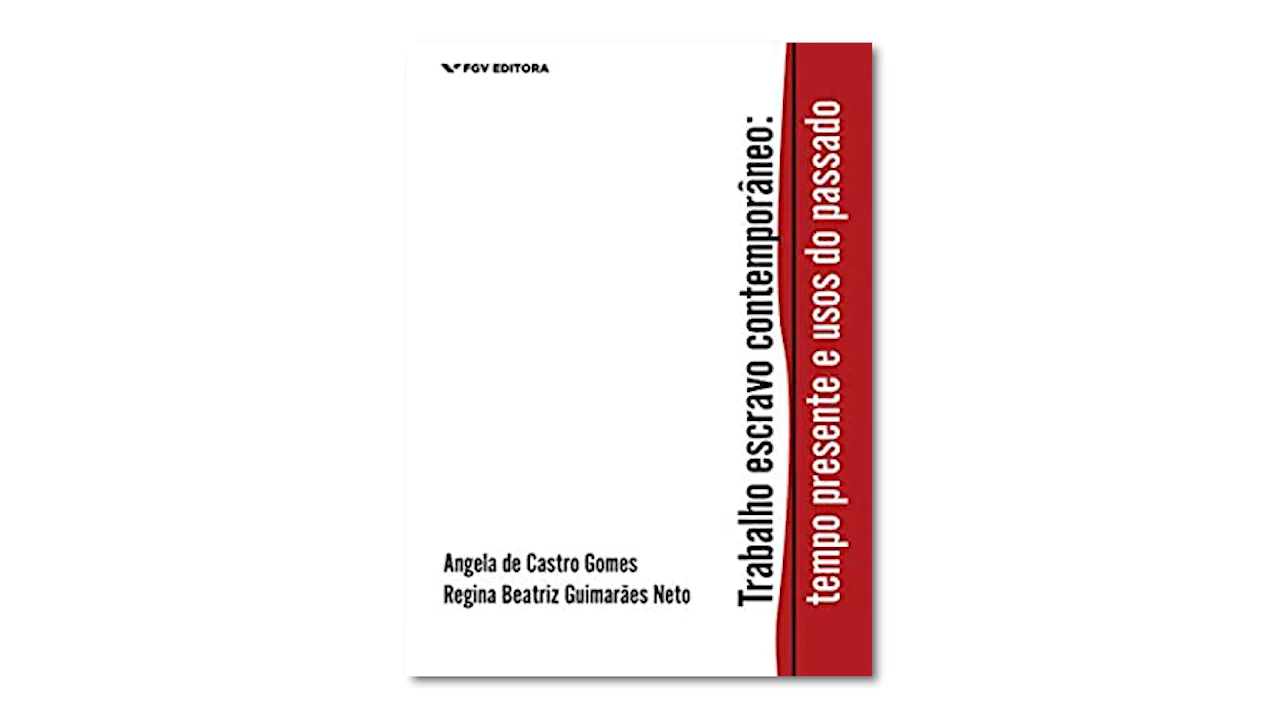 FGV EDITORA
Trabalho escravo contemporâneo:
tempo presente e usos do passado
Angela de Castro Gomes
Regina Beatriz Guimarães Neto